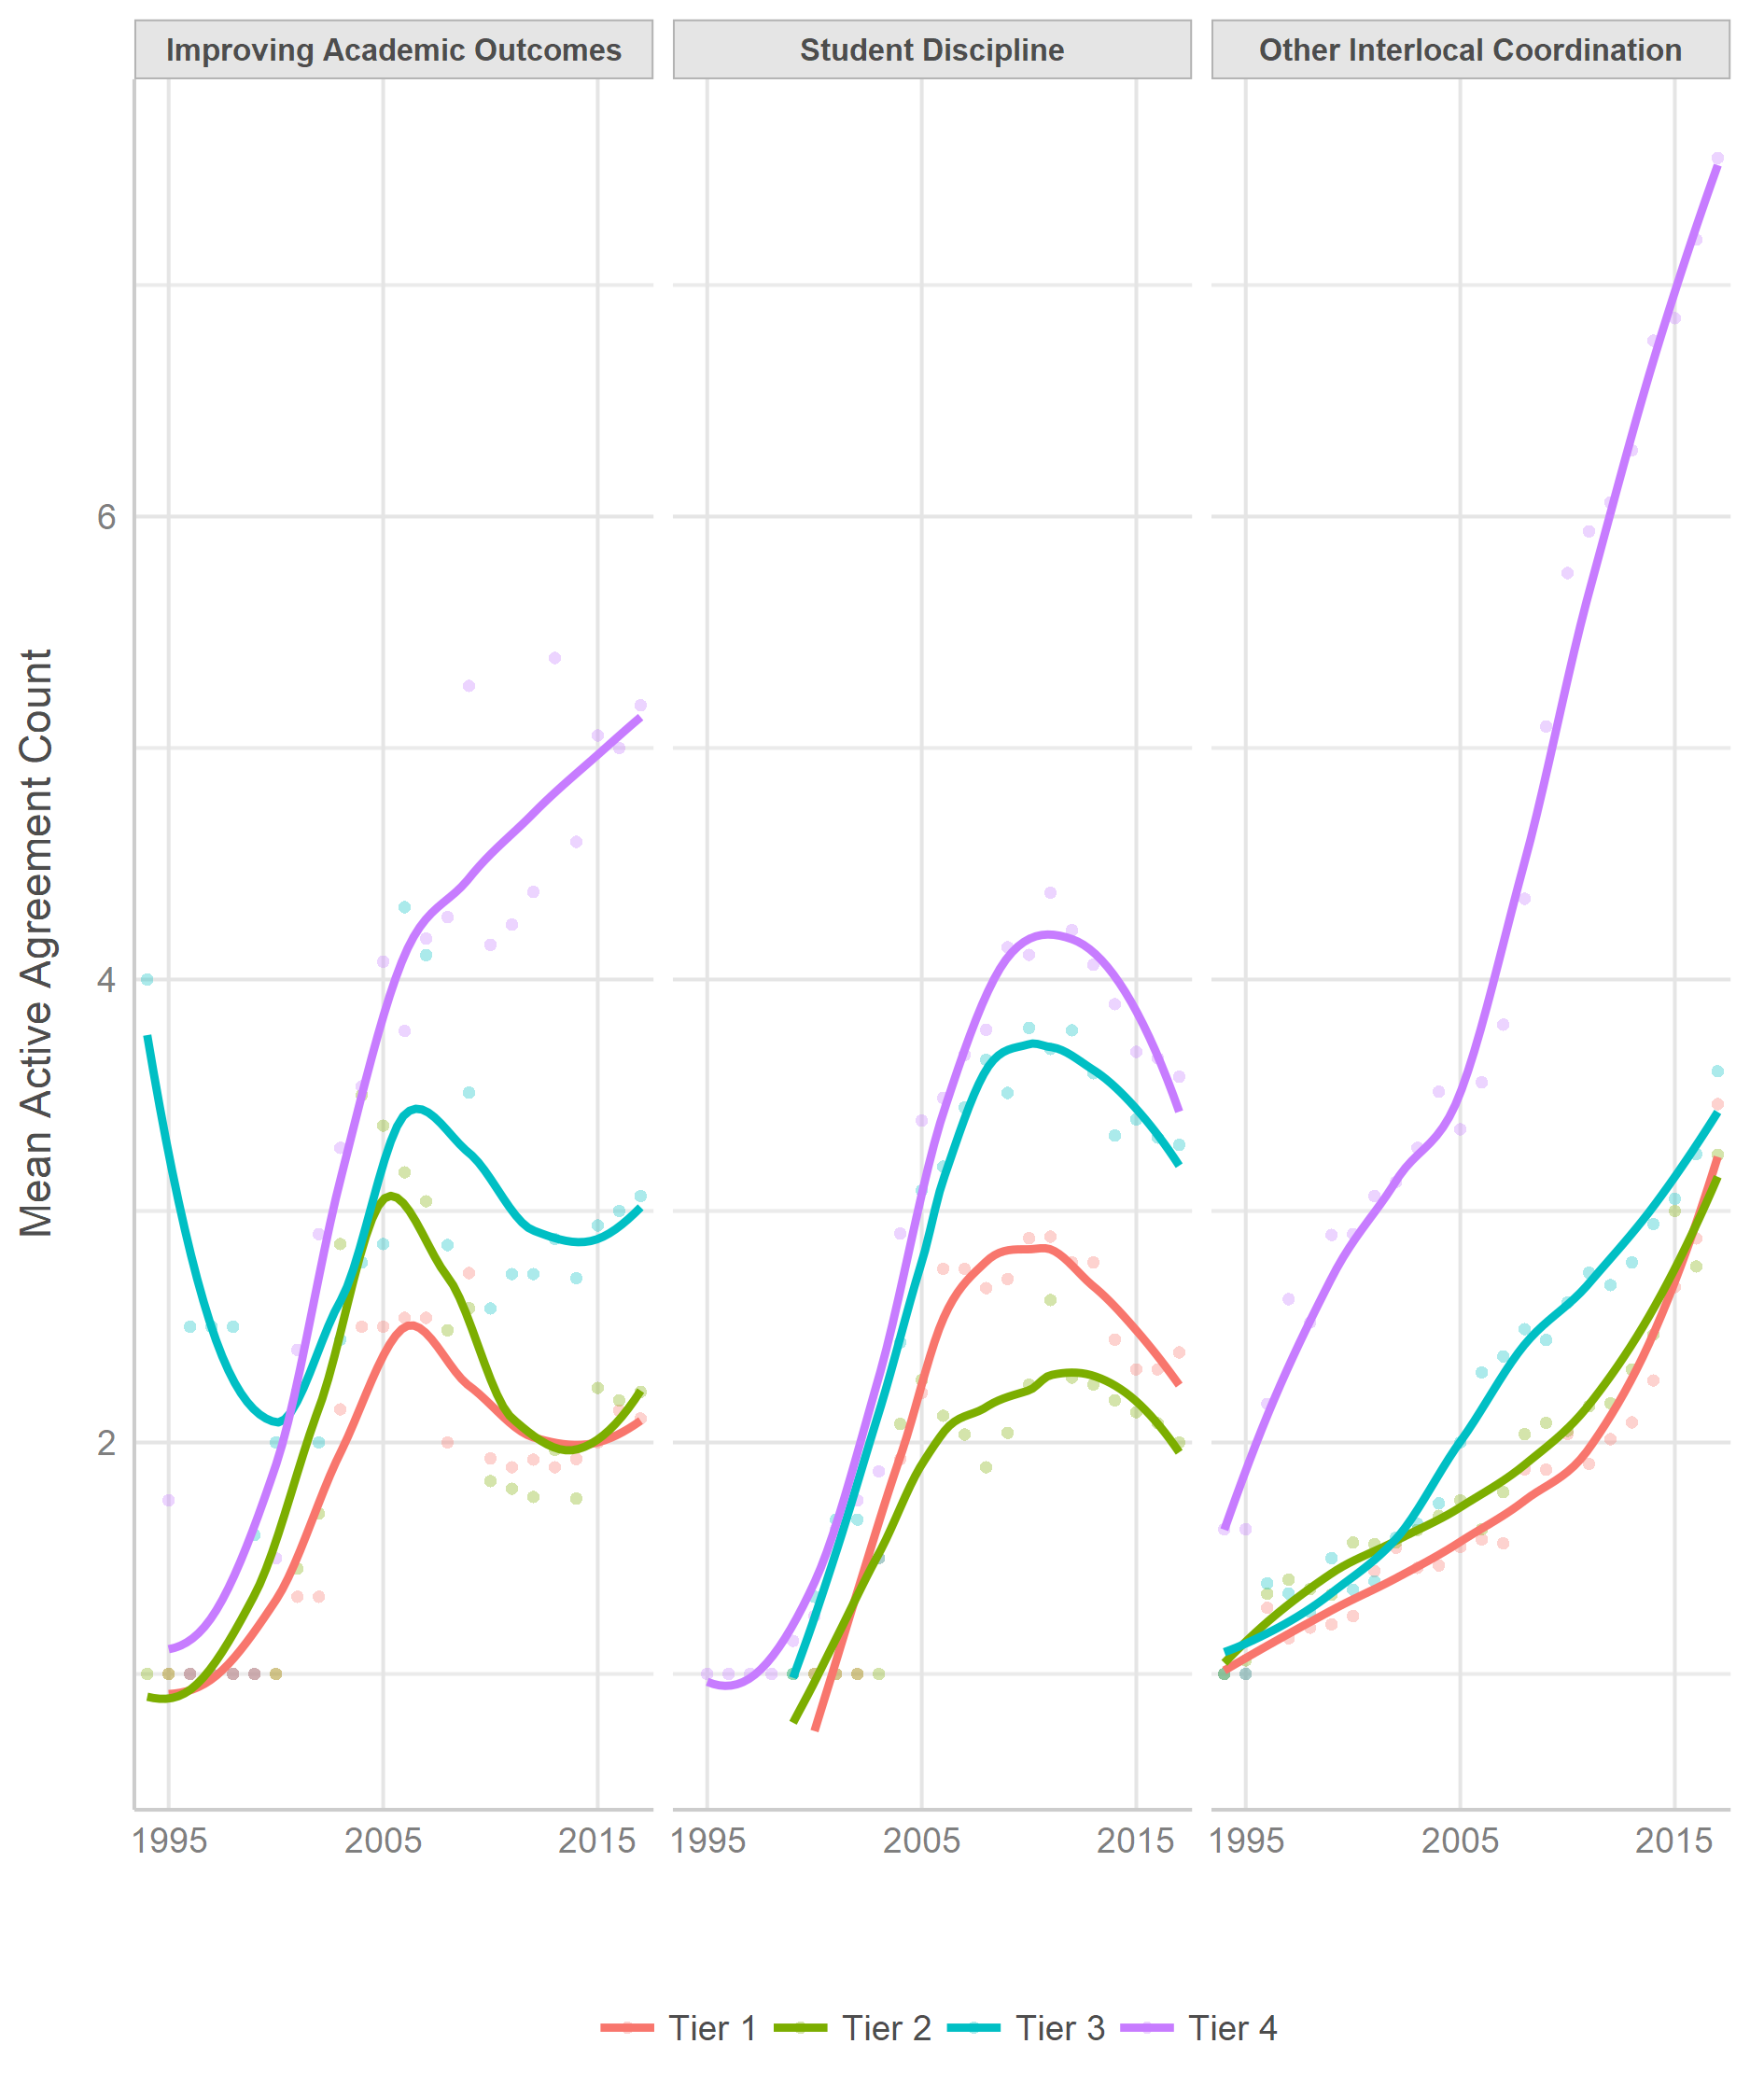 Improving Academic Outcomes
Student Discipline
Other Interlocal Coordination
Mean Active Agreement Count
6
4
2
1995 2005 2015
1995 2005 2015
1995 2005 2015
Tier 1 Tier 2 Tier 3 Tier 4